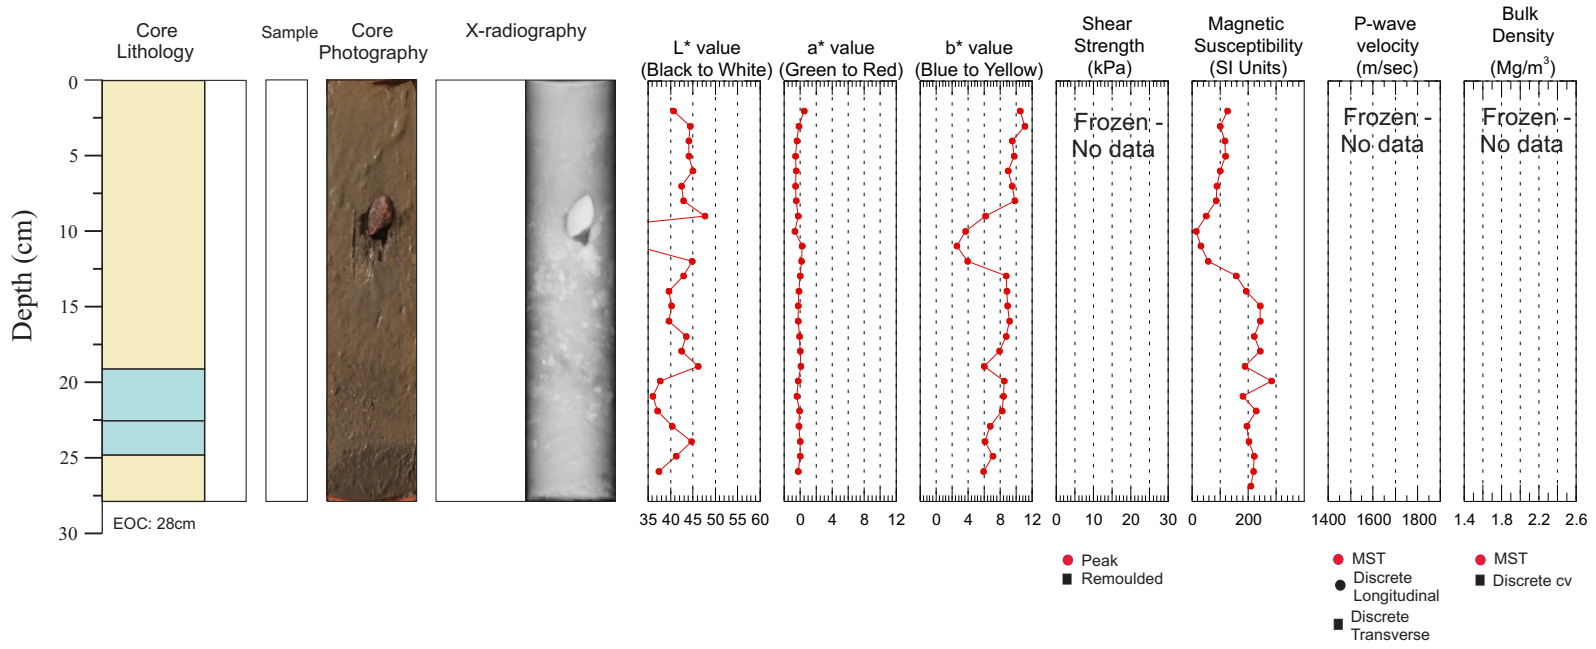 Core
Lithology
Sample
Core
Photography
X-radiography
L* value
(Black to White)
a* value
(Green to Red)
b* value
(Blue to Yellow)
Shear
Strength
(kPa)
Magnetic
Susceptibility
(SI Units)
P-wave
velocity
(m/sec)
Bulk
Density
(Mg/m³)
Depth (cm)
0
5
10
15
20
25
30
EOC: 28cm
Frozen -
No data
Frozen -
No data
Frozen -
No data
35 40 45 50 55 60
0 4 8 12
0 4 8 12
0 10 20 30
0 200
1400 1600 1800
1.4 1.8 2.2 2.6
Peak
Remoulded
MST
Discrete
Longitudinal
Discrete
Transverse
MST
Discrete cv